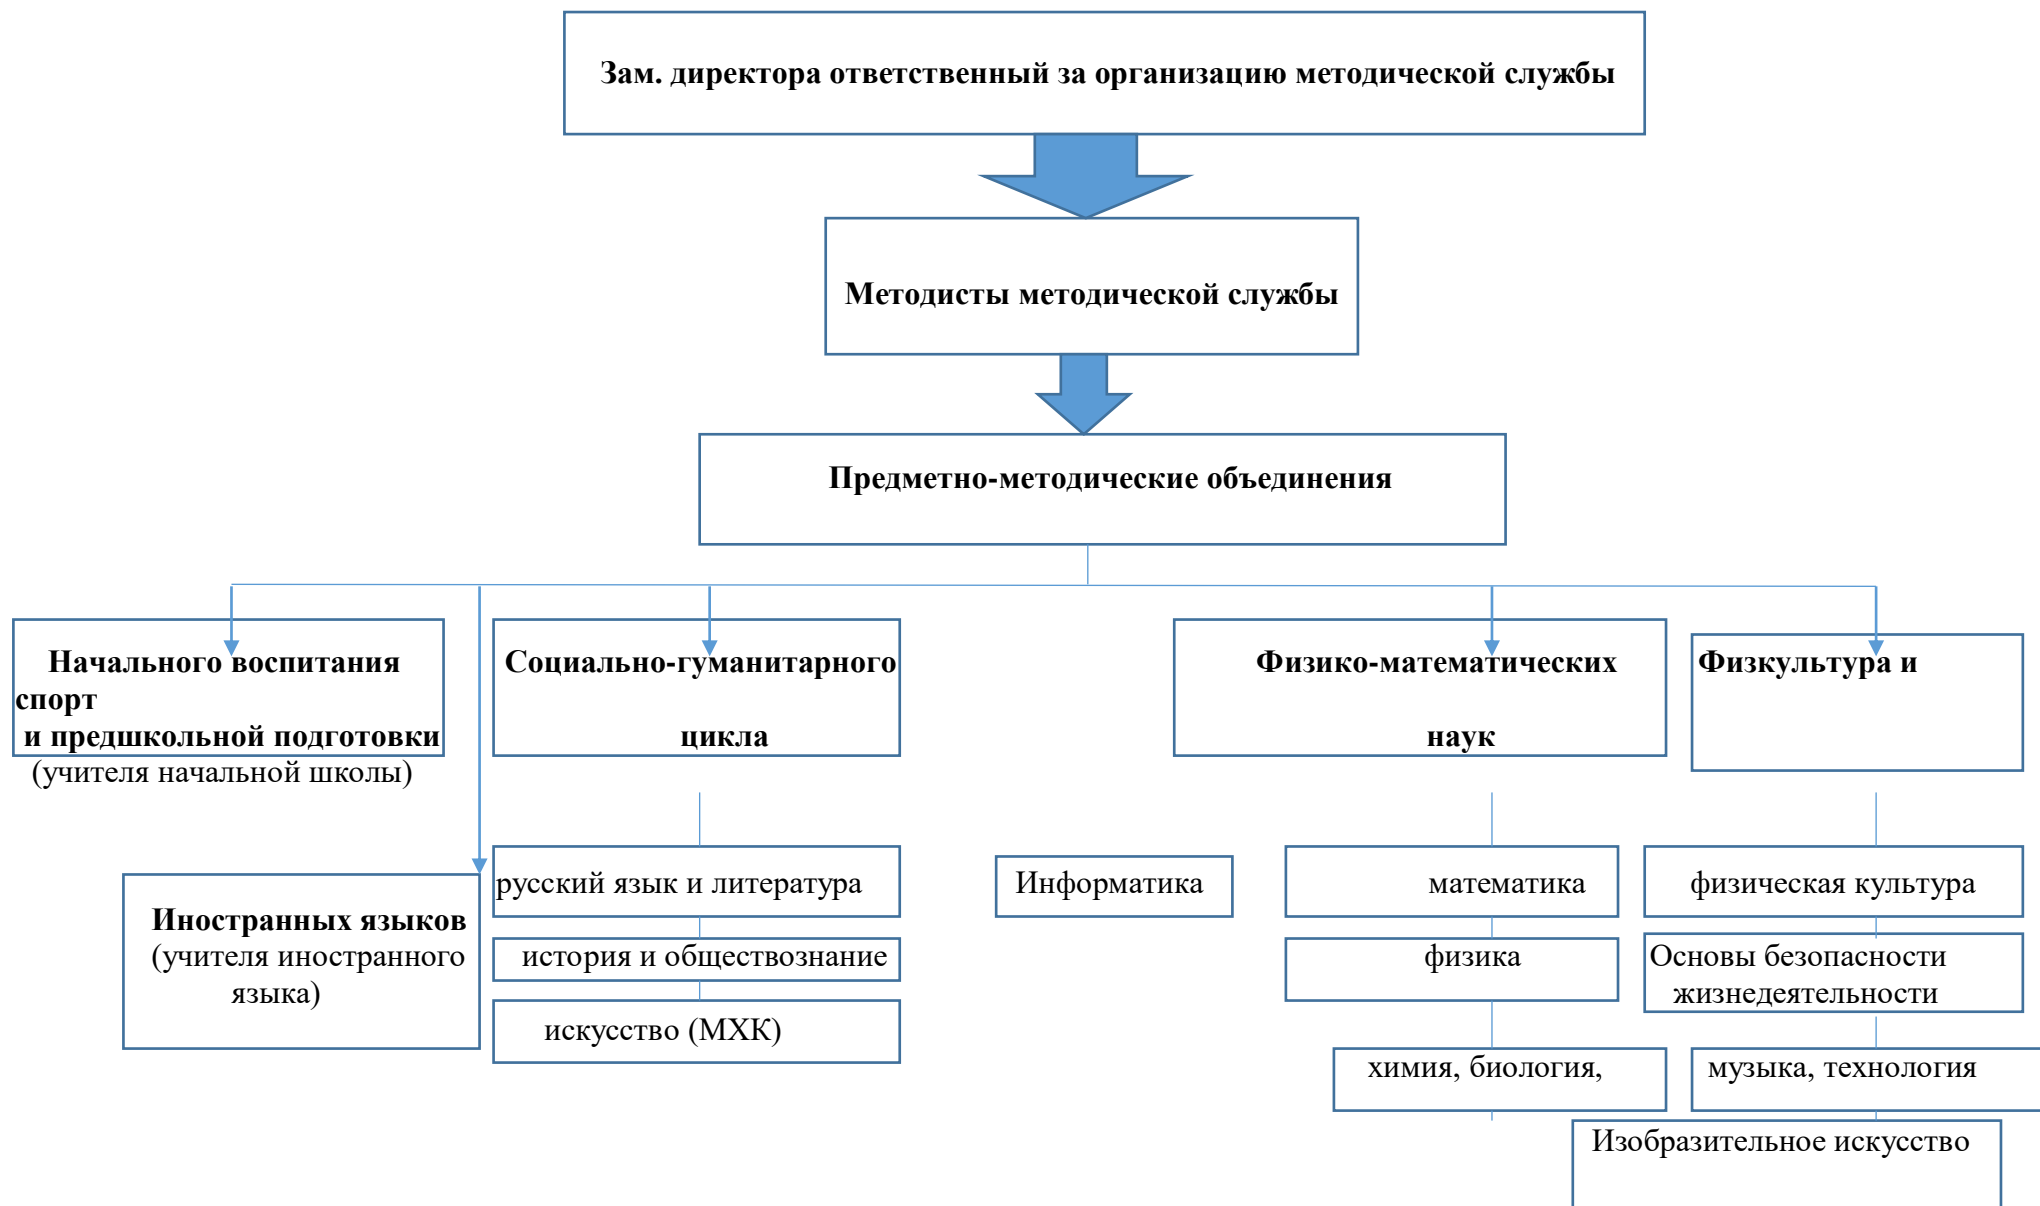 Зам. директора ответственный за организацию методической службы
Методисты методической службы
Предметно-методические объединения
Начального воспитания
спорт
и предшкольной подготовки
(учителя начальной школы)
Социально-гуманитарного
цикла
Физико-математических
наук
Физкультура и
Иностранных языков
(учителя иностранного
языка)
русский язык и литература
история и обществознание
искусство (МХК)
Информатика
математика
физика
химия, биология,
физическая культура
Основы безопасности
жизнедеятельности
музыка, технология
Изобразительное искусство